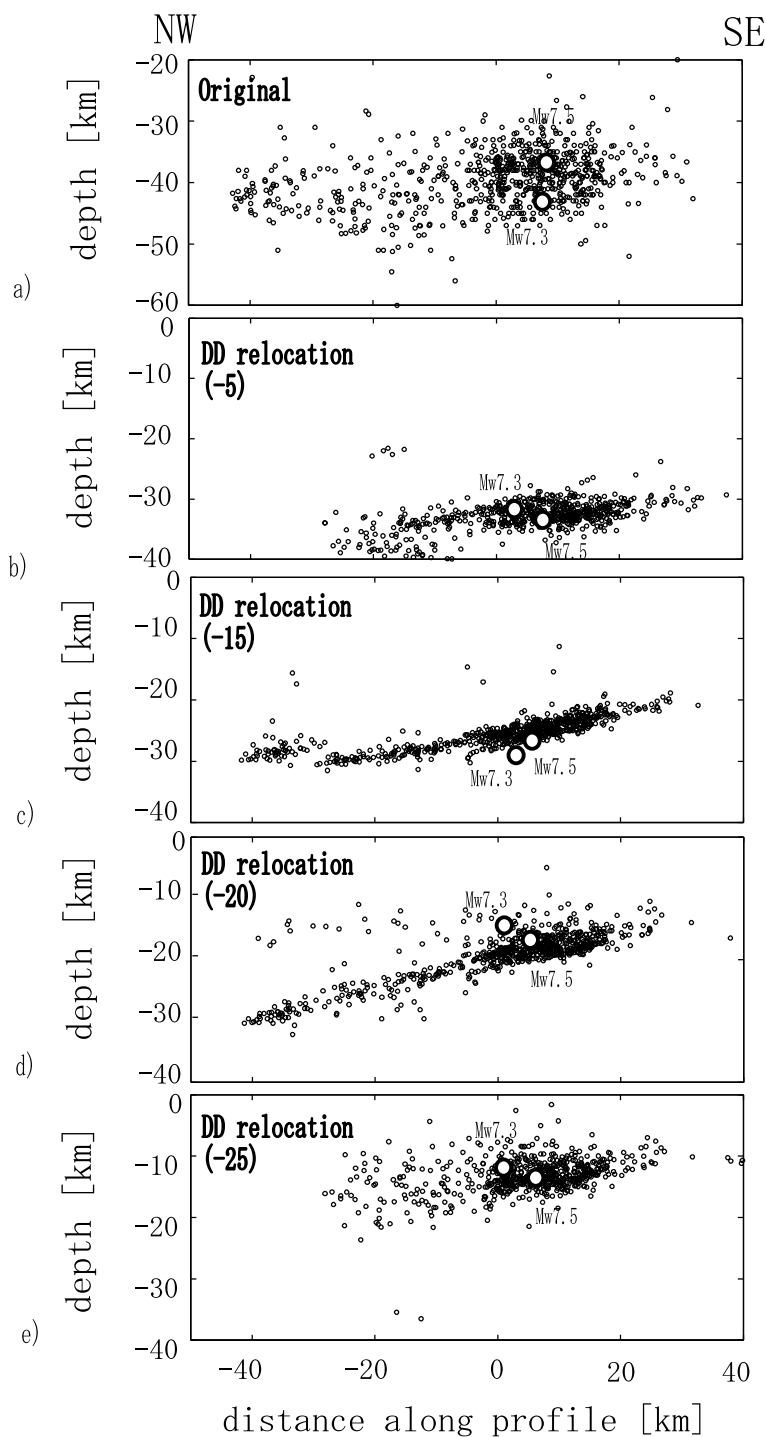 NW SE
-20
Original
-30
Mw7.5
-40
depth [km]
-50
Mw7.3
a)
-60
0
DD relocation
(-5)
-10
depth [km]
-20
Mw7.3
-30
Mw7.5
b)
-40
0
DD relocation
(-15)
-10
depth [km]
-20
-30
Mw7.3
Mw7.5
c)
-40
0
DD relocation
(-20)
-10
Mw7.3
depth [km]
-20
Mw7.5
-30
d)
-40
0
DD relocation
(-25)
Mw7.3
-10
depth [km]
-20
Mw7.5
-30
e)
-40
-40 -20 0 20 40
distance along profile [km]